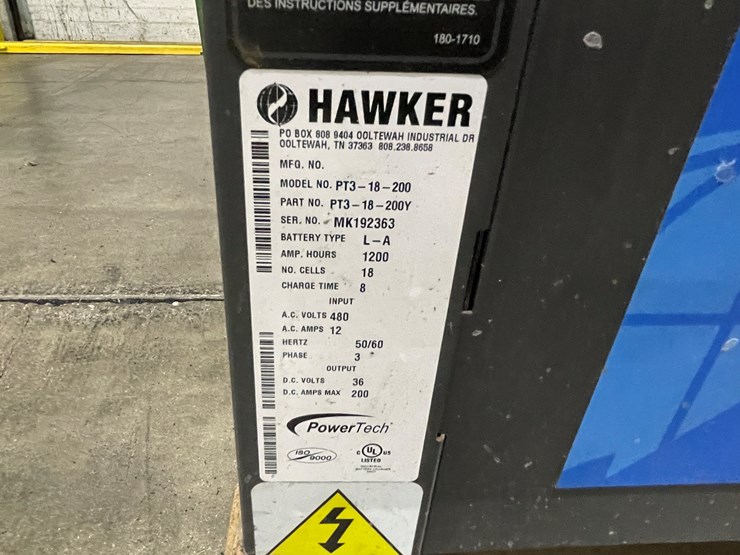 DES INSTRUCTIONS SUPPLÉMENTAIRES.
180-1710
HAWKER
PO BOX 808 9404 OOLTEWAH INDUSTRIAL DR
OOLTEWAH, TN 37363 808.238.8658
MFG. NO.
MODEL NO. PT3-18-200
PART NO. PT3-18-200Y
SER. NO. MK192363
BATTERY TYPE L-A
AMP. HOURS 1200
NO. CELLS 18
CHARGE TIME 8
INPUT
A.C. VOLTS 480
A.C. AMPS 12
HERTZ 50/60
PHASE 3
OUTPUT
D.C. VOLTS 36
D.C. AMPS MAX 200
PowerTech
ISO 9000
C UL US
LISTED